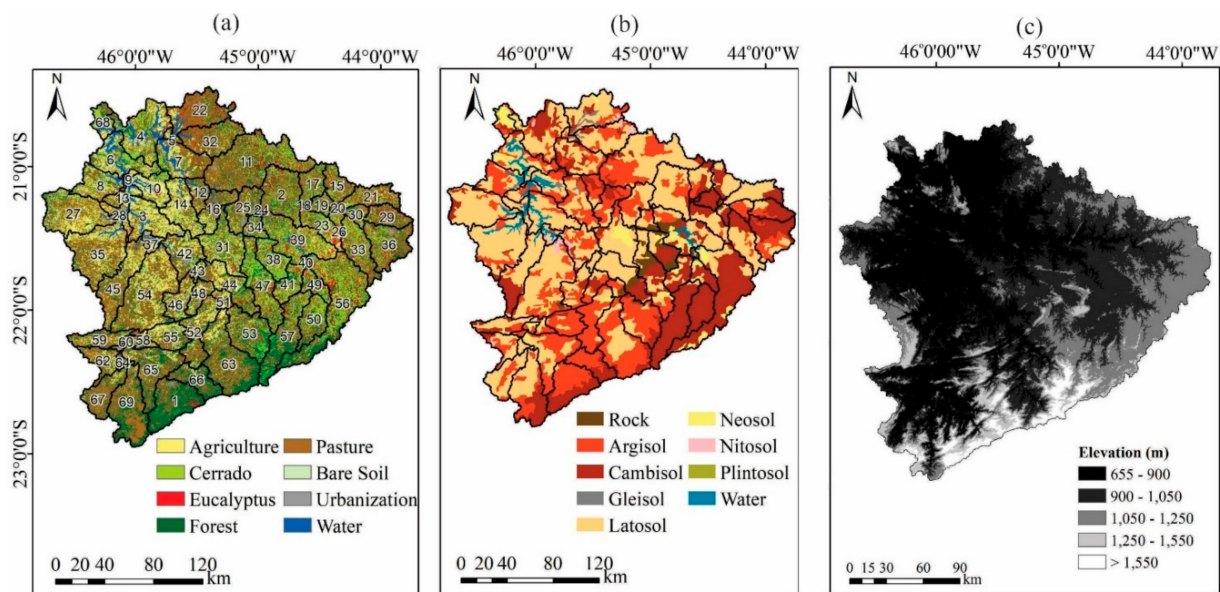 (a)
46°0'0"W 45°0'0"W 44°0'0"W
N
21°0'0"S
22°0'0"S
23°0'0"S
22
68 4 5 32
6 7 11
8 9 10 12 2 17 15
13 14 16 25 24 18 19 20 21
27 28 3 34 23 26 30 29
37 42 31 39 33 36
35 43 38 40
45 54 48 44 47 41 49 56
46 51 50
59 60 58 55 52 53 57
62 64 65 63
67 69 1 66
Agriculture Pasture
Cerrado Bare Soil
Eucalyptus Urbanization
Forest Water
0 20 40 80 120
km
(b)
46°0'0"W 45°0'0"W 44°0'0"W
N
Rock Neosol
Argisol Nitosol
Cambisol Plintosol
Gleisol Water
Latosol
0 20 40 80 120
km
(c)
46°0'0"W 45°0'0"W 44°0'0"W
N
Elevation (m)
655 - 900
900 - 1,050
1,050 - 1,250
1,250 - 1,550
> 1,550
0 15 30 60 90
km